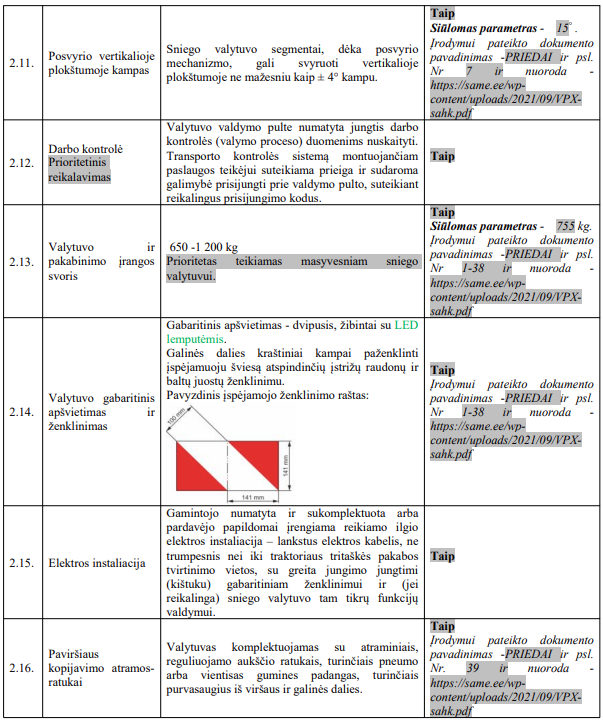 2.11.
Posvyrio vertikalioje
plokštumoje kampas
Sniego valytuvo segmentai, dėka posvyrio
mechanizmo, gali svyruoti vertikalioje
plokštumoje ne mažesniu kaip ± 4° kampu.
Taip
Siūlomas parametras - 15° .
Įrodymui pateikto dokumento
pavadinimas -PRIEDAI ir psl.
Nr 7 ir nuoroda -
https://same.ee/wp-
content/uploads/2021/09/VPX-
sahk.pdf
2.12.
Darbo kontrolė
Prioritetinis
reikalavimas
Valytuvo valdymo pulte numatyta jungtis darbo
kontrolės (valymo proceso) duomenims nuskaityti.
Transporto kontrolės sistemą montuojančiam
paslaugos teikėjui suteikiama prieiga ir sudaroma
galimybė prisijungti prie valdymo pulto, suteikiant
reikalingus prisijungimo kodus.
Taip
2.13.
Valytuvo ir
pakabinimo įrangos
svoris
650 -1 200 kg
Prioritetas teikiamas masyvesniam sniego
valytuvui.
Taip
Siūlomas parametras - 755 kg.
Įrodymui pateikto dokumento
pavadinimas -PRIEDAI ir psl.
Nr 1-38 ir nuoroda -
https://same.ee/wp-
content/uploads/2021/09/VPX-
sahk.pdf
2.14.
Valytuvo gabaritinis
apšvietimas ir
ženklinimas
Gabaritinis apšvietimas - dvipusis, žibintai su LED
lemputėmis.
Galinės dalies kraštiniai kampai paženklinti
įspėjamuoju šviesą atspindinčių įstrižų raudonų ir
baltų juostų ženklinimu.
Pavyzdinis įspėjamojo ženklinimo raštas:
100 mm
141 mm
141 mm
Taip
Įrodymui pateikto dokumento
pavadinimas -PRIEDAI ir psl.
Nr 1-38 ir nuoroda -
https://same.ee/wp-
content/uploads/2021/09/VPX-
sahk.pdf
2.15.
Elektros instaliacija
Gamintojo numatyta ir sukomplektuota arba
pardavėjo papildomai įrengiama reikiamo ilgio
elektros instaliacija – lankstus elektros kabelis, ne
trumpesnis nei iki traktoriaus tritaškės pakabos
tvirtinimo vietos, su greita jungimo jungtimi
(kištuku) gabaritiniam ženklinimui ir (jei
reikalinga) sniego valytuvo tam tikrų funkcijų
valdymui.
Taip
2.16.
Paviršiaus
kopijavimo atramos-
ratukai
Valytuvas komplektuojamas su atraminiais,
reguliuojamo aukščio ratukais, turinčiais pneumo
arba vientisas gumines padangas, turinčiais
purvasaugius iš viršaus ir galinės dalies.
Taip
Įrodymui pateikto dokumento
pavadinimas -PRIEDAI ir psl.
Nr. 39 ir nuoroda -
https://same.ee/wp-
content/uploads/2021/09/VPX-
sahk.pdf